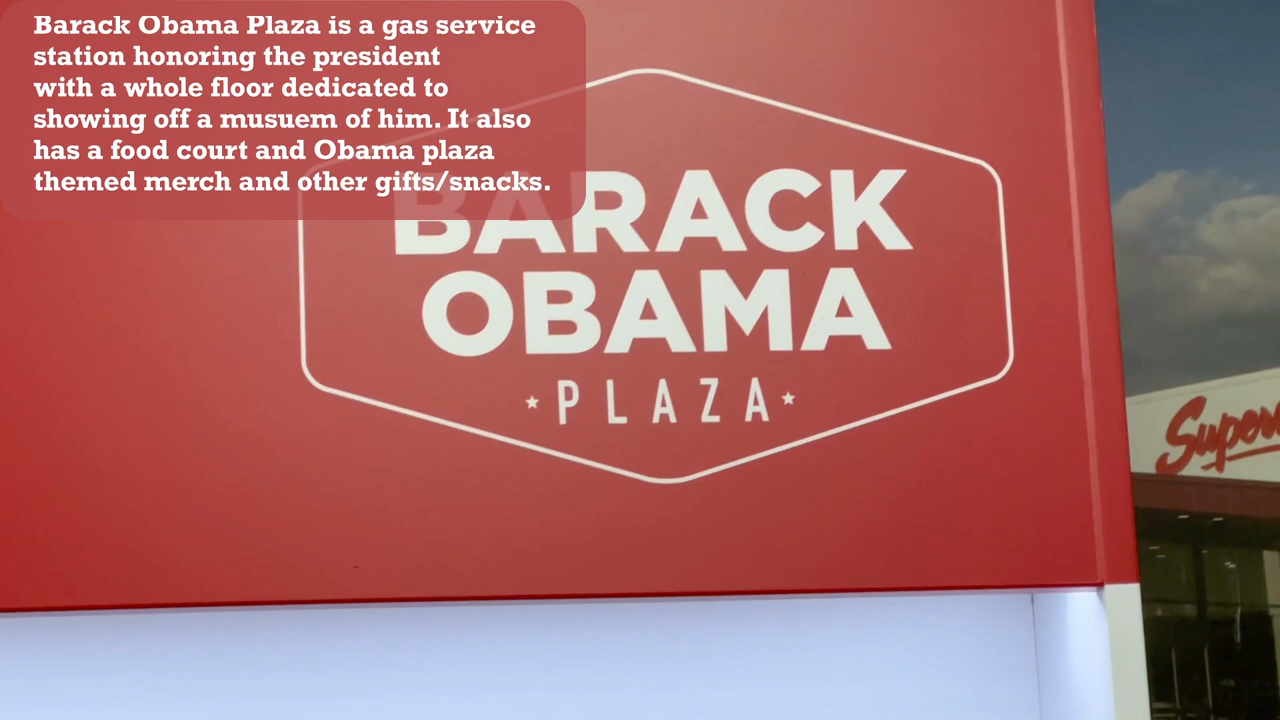 Barack Obama Plaza is a gas service
station honoring the president
with a whole floor dedicated to
showing off a musuem of him. It also
has a food court and Obama plaza
themed merch and other gifts/snacks.
BARACK
OBAMA
PLAZA